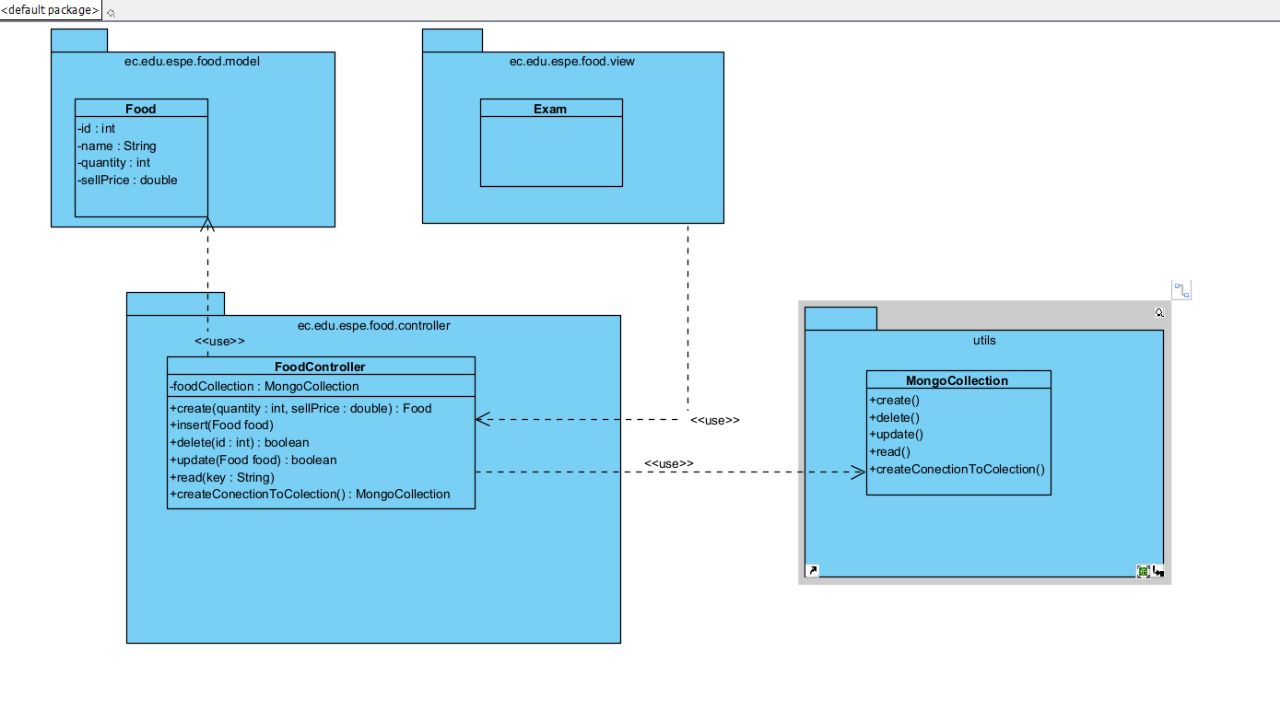 <default package>
ec.edu.espe.food.model
Food
-id : int
-name : String
-quantity : int
-sellPrice : double
ec.edu.espe.food.view
Exam
ec.edu.espe.food.controller
<<use>>
FoodController
-foodCollection : MongoCollection
+create(quantity : int, sellPrice : double) : Food
+insert(Food food)
+delete(id : int) : boolean
+update(Food food) : boolean
+read(key : String)
+createConectionToColection() : MongoCollection
<<use>>
<<use>>
utils
MongoCollection
+create()
+delete()
+update()
+read()
+createConectionToColection()